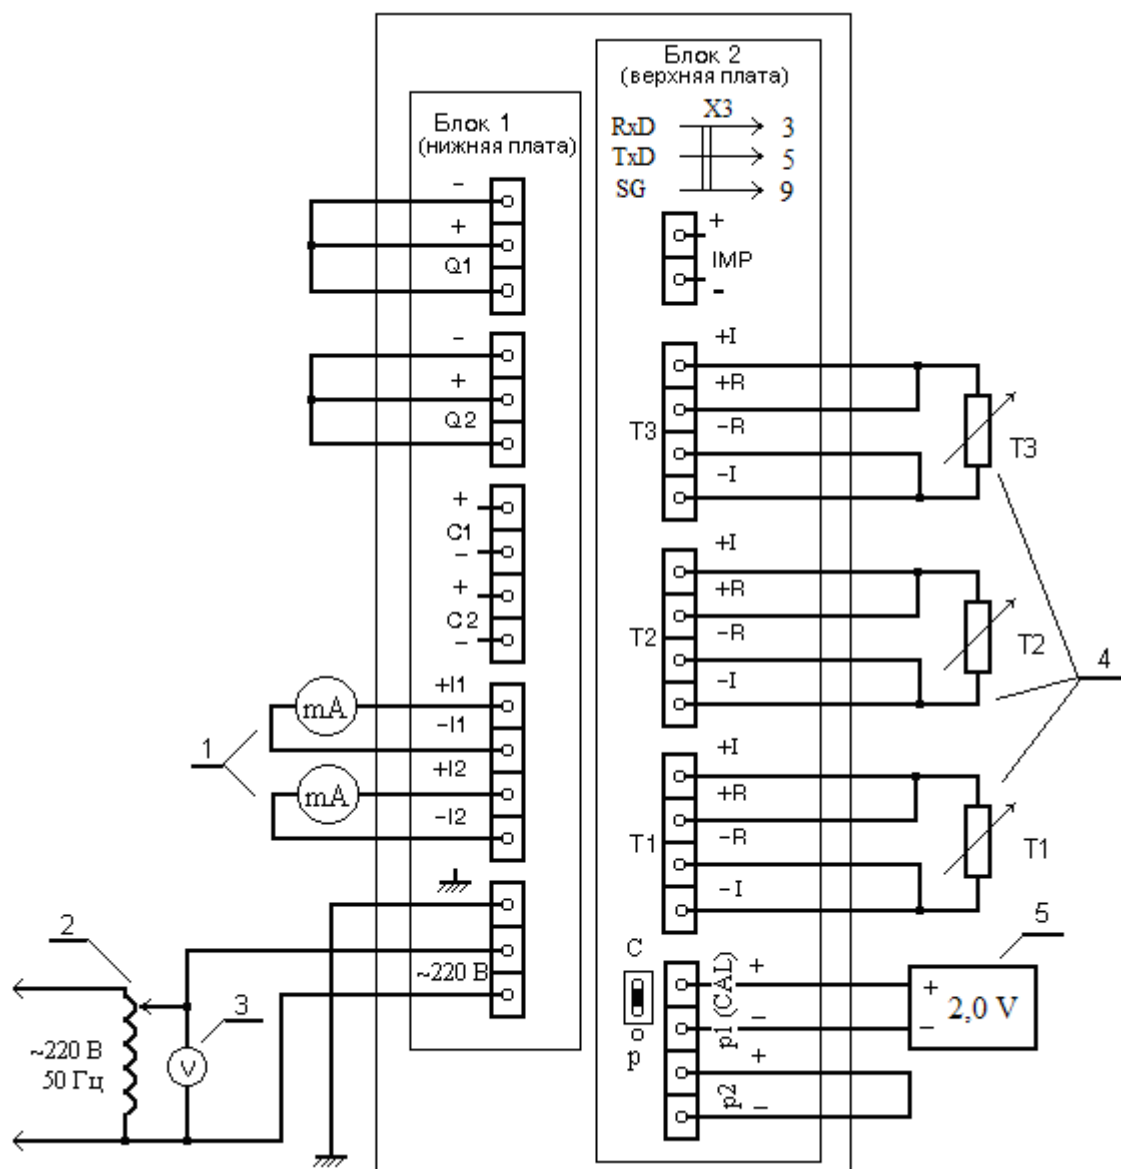 Блок 1
(нижняя плата)
−
+
Q1
−
+
Q2
+
C1
−
+
C2
−
+I1
−I1
+I2
−I2
mA
mA
1
~220 В
2
3
~220 В
50 Гц
V
Блок 2
(верхняя плата)
X3
RxD
3
TxD
5
SG
9
+
IMP
-
+I
+R
−R
−I
T3
T3
+I
+R
−R
−I
T2
T2
4
+I
+R
−R
−I
T1
T1
5
C
p
p1 (CAL)
+
−
+
2,0 V
−
p2
+
−